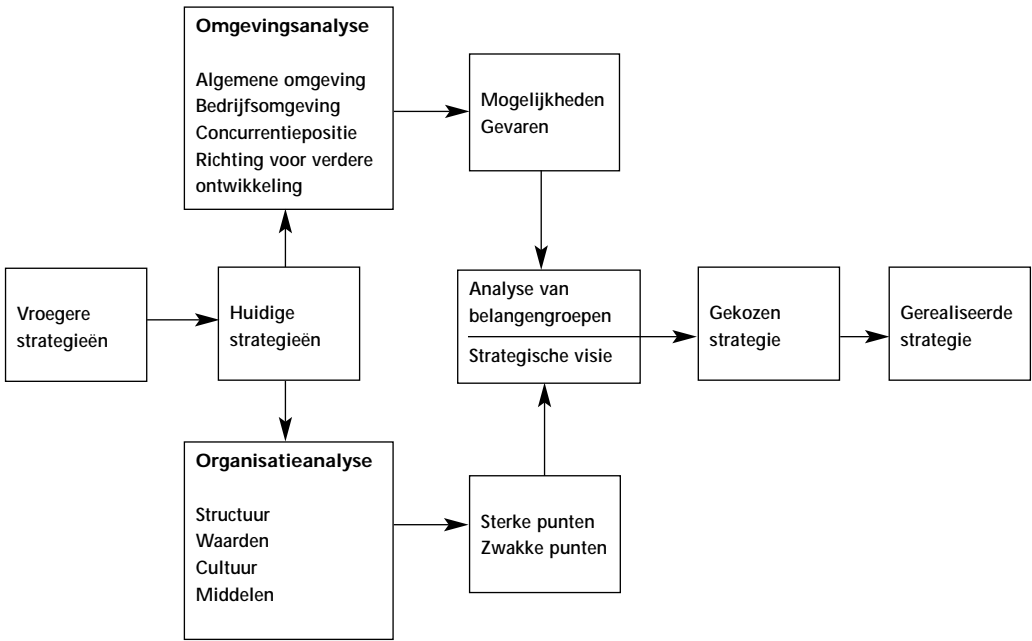 Omgevingsanalyse
Algemene omgeving
Bedrijfsomgeving
Concurrentiepositie
Richting voor verdere
ontwikkeling
Mogelijkheden
Gevaren
Vroegere
strategieën
Huidige
strategieën
Analyse van
belangengroepen
Strategische visie
Gekozen
strategie
Gerealiseerde
strategie
Organisatieanalyse
Structuur
Waarden
Cultuur
Middelen
Sterke punten
Zwakke punten